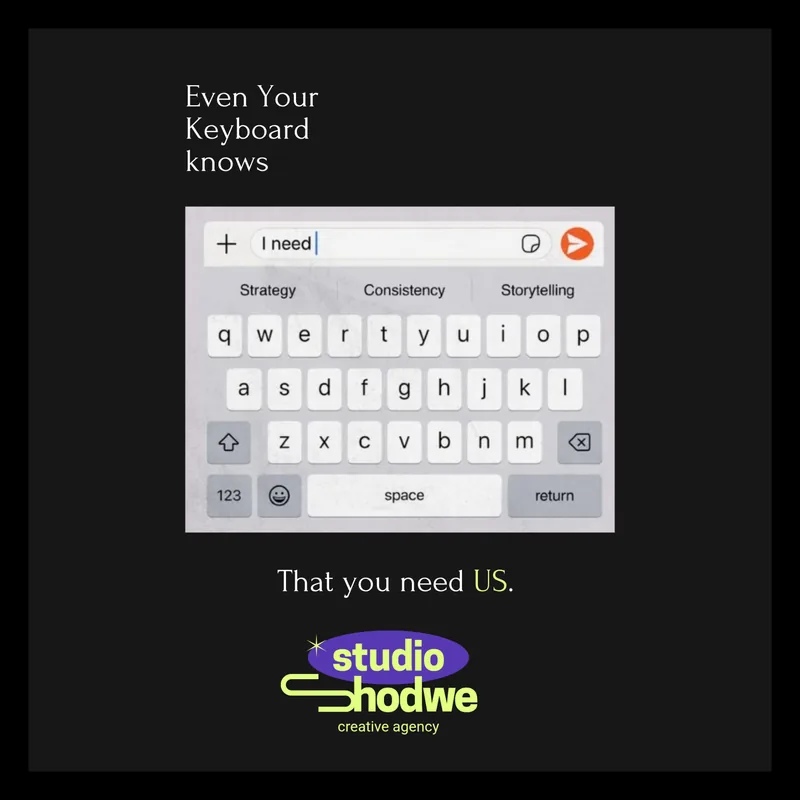 Even Your
Keyboard
knows
I need
Strategy Consistency Storytelling
q w e r t y u i o p
a s d f g h j k l
z x c v b n m
123 space return
That you need US.
studio
Shodwe
creative agency